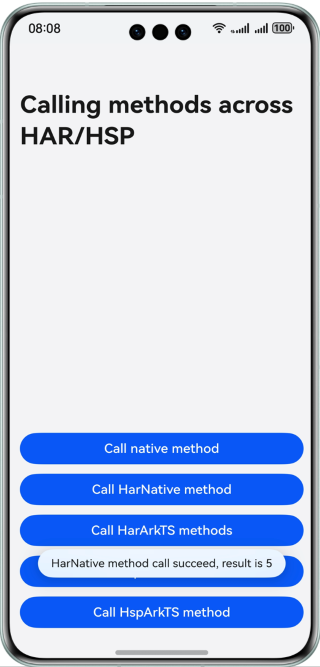 08:08
100
Calling methods across
HAR/HSP
Call native method
Call HarNative method
Call HarArkTS methods
HarNative method call succeed, result is 5
Call HspArkTS method